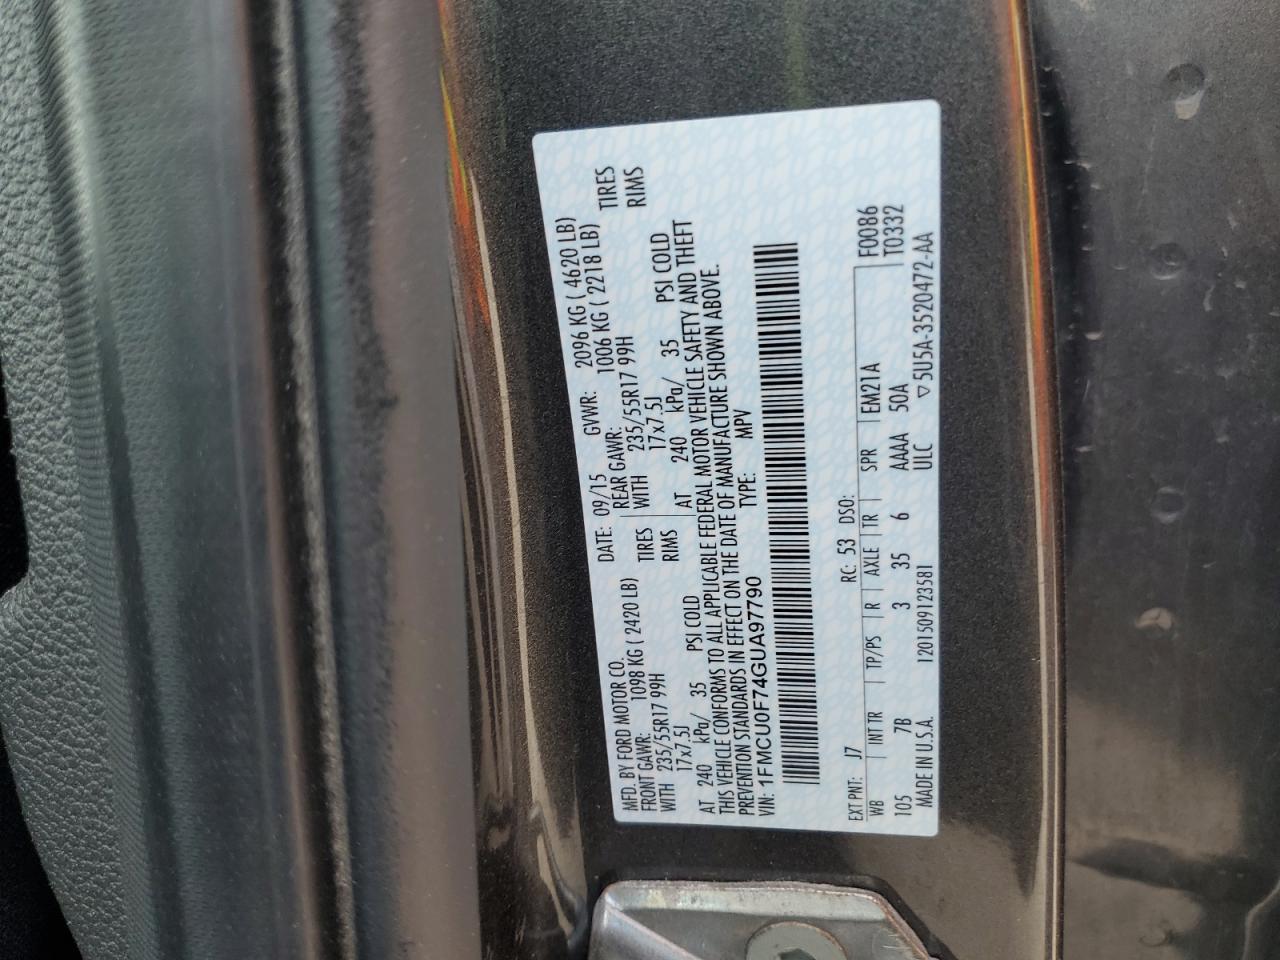 MFD. BY FORD MOTOR CO. DATE: 09/15 GVWR: 2096 KG ( 4620 LB)
FRONT GAWR: 1098 KG ( 2420 LB) REAR GAWR: 1006 KG ( 2218 LB)
WITH 235/55R17 99H TIRES WITH 235/55R17 99H TIRES
17x7.5J RIMS 17x7.5J RIMS
AT 240 kPa/ 35 PSI COLD AT 240 kPa/ 35 PSI COLD
THIS VEHICLE CONFORMS TO ALL APPLICABLE FEDERAL MOTOR VEHICLE SAFETY AND THEFT
PREVENTION STANDARDS IN EFFECT ON THE DATE OF MANUFACTURE SHOWN ABOVE.
VIN: 1FMCU0F74GUA97790 TYPE: MPV
EXT PNT: J7 RC: 53 DSO: F0086
WB INT TR TP/PS R AXLE TR SPR EM21A T0332
105 7B 3 35 6 AAAA 50A
MADE IN U.S.A. 120150912358​1 ULC ▽5U5A-3520472-AA